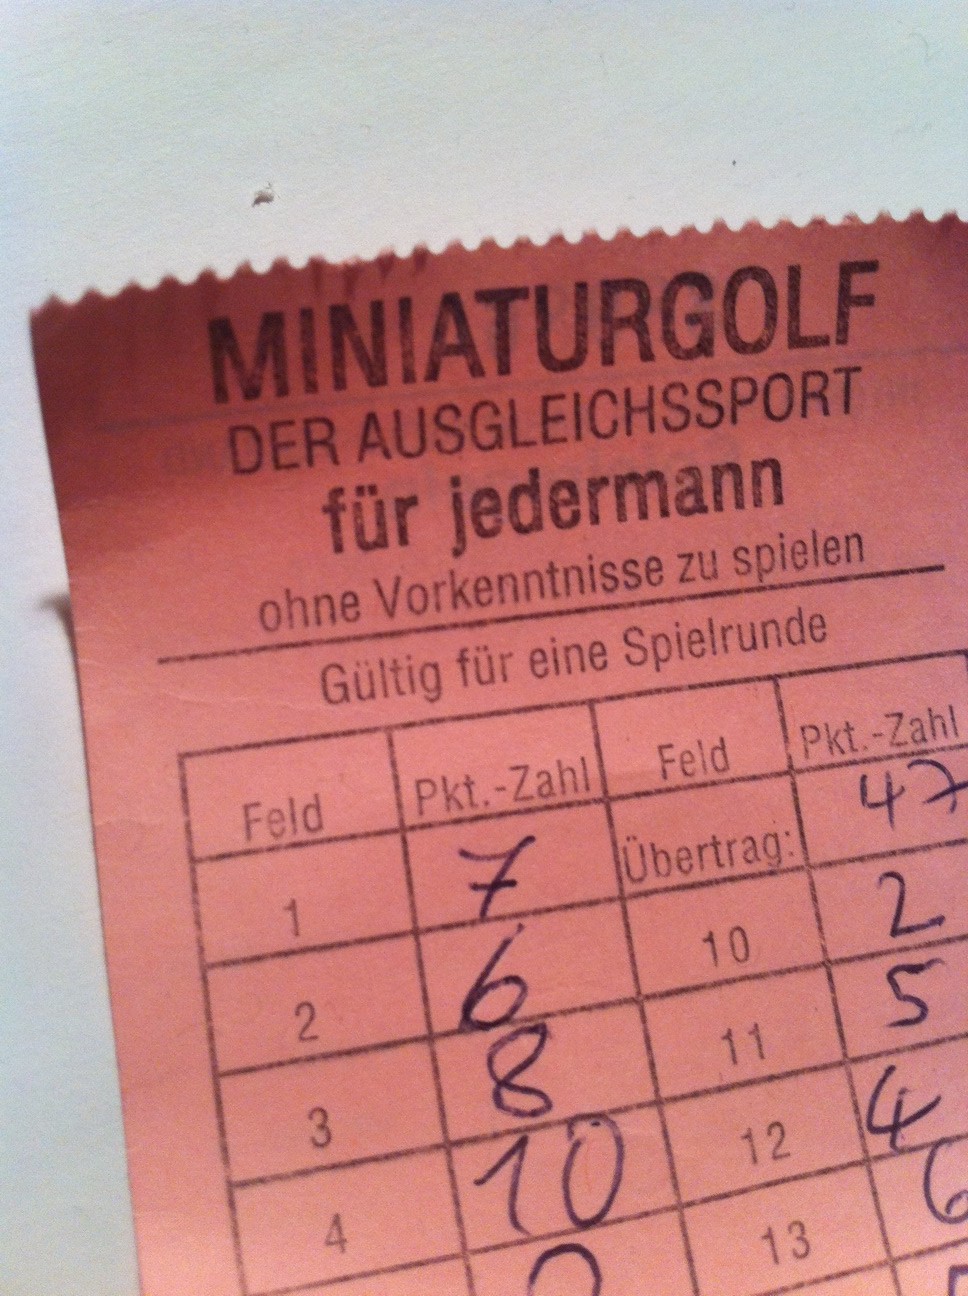 MINIATURGOLF
DER AUSGLEICHSSPORT
für jedermann
ohne Vorkenntnisse zu spielen
Gültig für eine Spielrunde
Feld Pkt.-Zahl Feld Pkt.-Zahl
1 7 Übertrag: 47
2 6 10 2
3 8 11 5
4 10 12 4
13 6